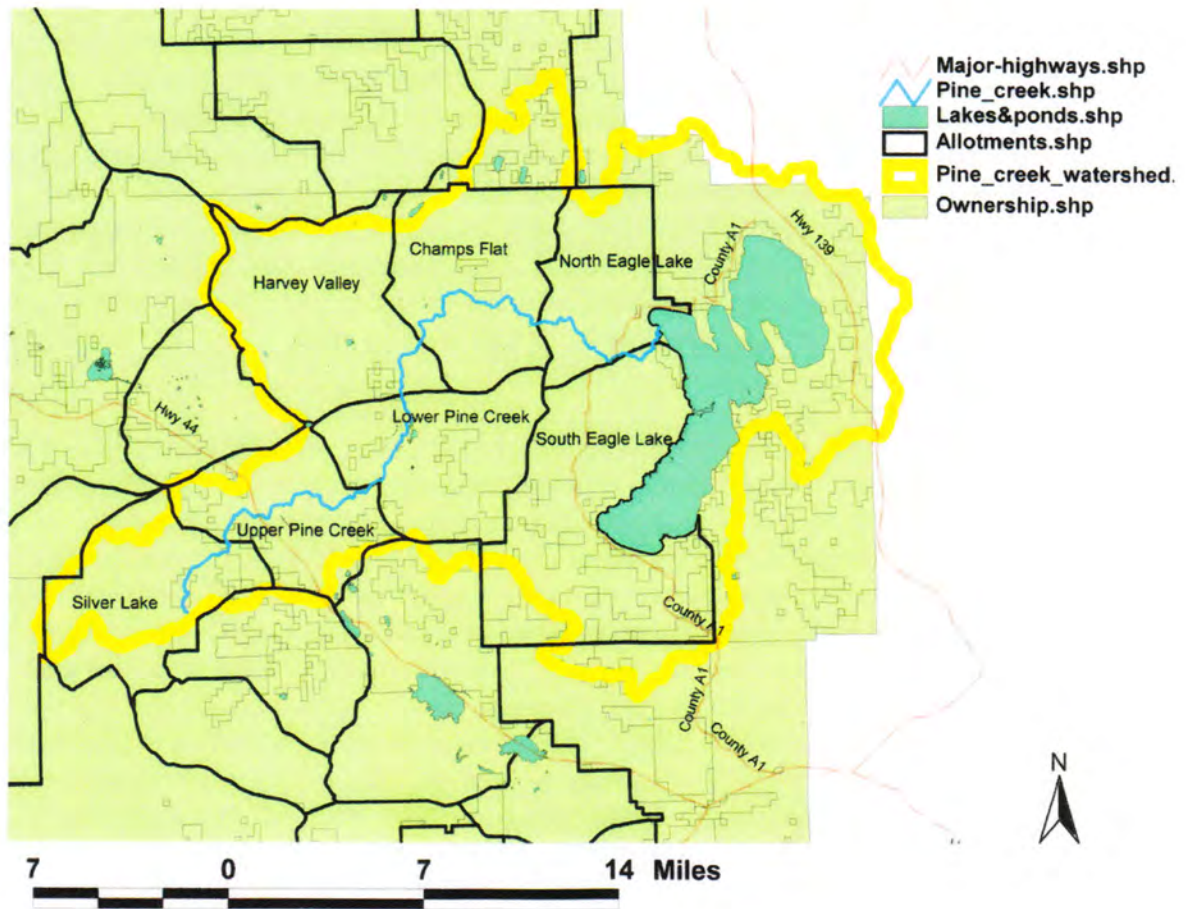 Major-highways.shp
Pine_creek.shp
Lakes&ponds.shp
Allotments.shp
Pine_creek_watershed.
Ownership.shp
Champs Flat
North Eagle Lake
County A1
Hwy 139
Harvey Valley
Hwy 44
Lower Pine Creek
South Eagle Lake
Upper Pine Creek
Silver Lake
County A1
County A1
County A1
N
7 0 7 14 Miles